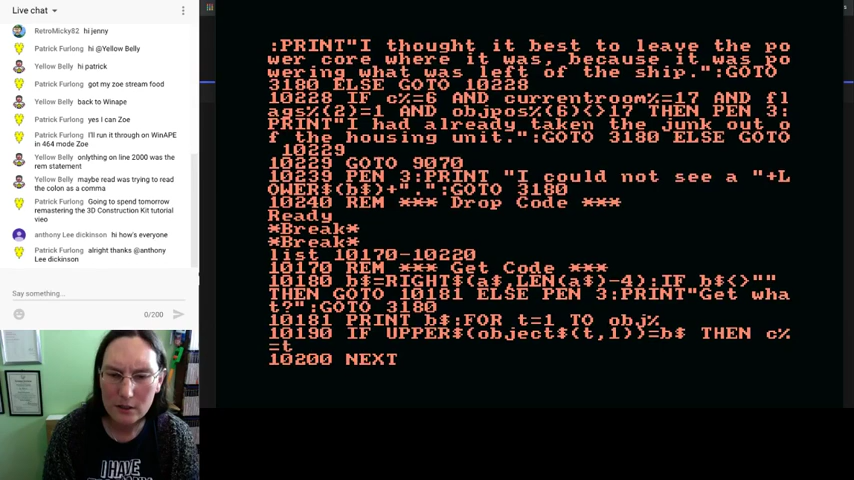 Live chat
RetroMicky82 hi jenny
Patrick Furlong hi @Yellow Belly
Yellow Belly hi patrick
Patrick Furlong got my zoe stream food
Yellow Belly back to Winape
Patrick Furlong yes I can Zoe
Patrick Furlong I'll run it through on WinAPE
in 464 mode Zoe
Yellow Belly onlything on line 2000 was the
rem statement
Yellow Belly maybe read was trying to read
the colon as a comma
Patrick Furlong Going to spend tomorrow
remastering the 3D Construction Kit tutorial
vieo
anthony Lee dickinson hi how's everyone
Patrick Furlong alright thanks @anthony
Lee dickinson
Say something...
0/200
I HAVE
:PRINT"I thought it best to leave the po
wer core where it was, because it was po
wering what was left of the ship.":GOTO
3180 ELSE GOTO 10228
10228 IF c%=6 AND currentroom%=17 AND fl
ags%(2)=1 AND objpos%(6)<>17 THEN PEN 3:
PRINT"I had already taken the junk out o
f the housing unit.":GOTO 3180 ELSE GOTO
10229
10229 GOTO 9070
10239 PEN 3:PRINT "I could not see a "+L
OWER$(b$)+".":GOTO 3180
10240 REM *** Drop Code ***
Ready
*Break*
*Break*
list 10170-10220
10170 REM *** Get Code ***
10180 b$=RIGHT$(a$,LEN(a$)-4):IF b$<>""
THEN GOTO 10181 ELSE PEN 3:PRINT"Get wha
t?":GOTO 3180
10181 PRINT b$:FOR t=1 TO obj%
10190 IF UPPER$(object$(t,1))=b$ THEN c%
=t
10200 NEXT